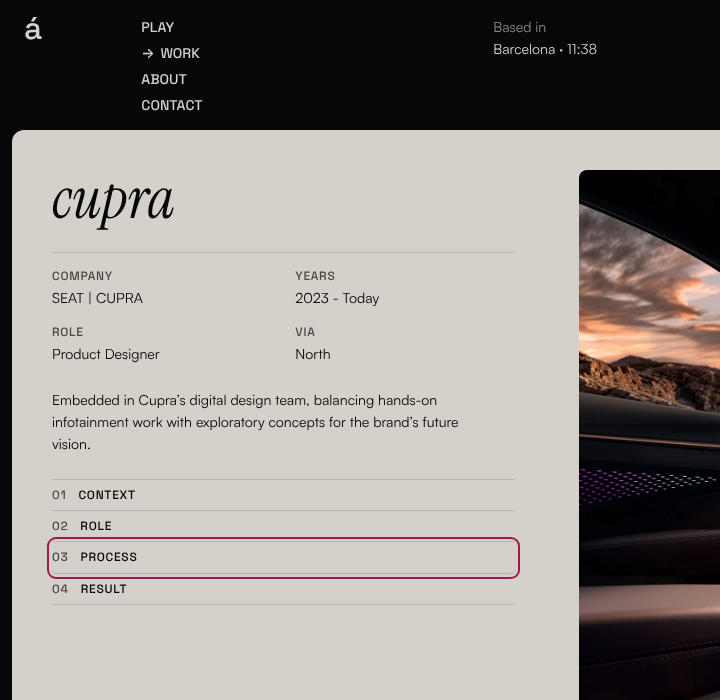 á
PLAY
→ WORK
ABOUT
CONTACT
Based in
Barcelona · 11:38
cupra
COMPANY
SEAT | CUPRA
YEARS
2023 - Today
ROLE
Product Designer
VIA
North
Embedded in Cupra’s digital design team, balancing hands-on
infotainment work with exploratory concepts for the brand’s future
vision.
01 CONTEXT
02 ROLE
03 PROCESS
04 RESULT